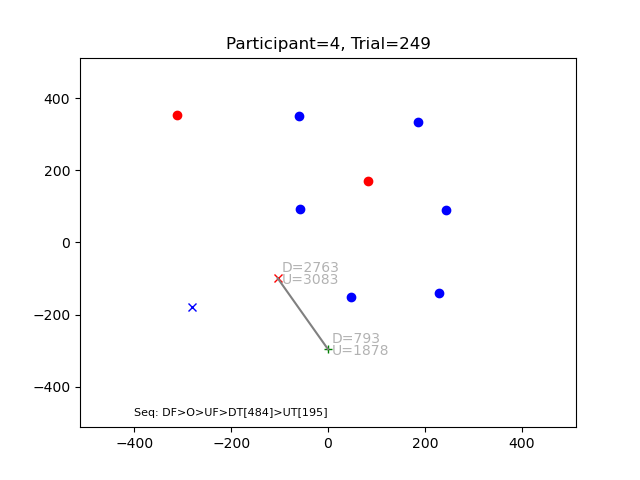 Participant=4, Trial=249
400
200
0
−200
−400
D=2763
U=3083
D=793
U=1878
Seq: DF>O>UF>DT[484]>UT[195]
−400
−200
0
200
400